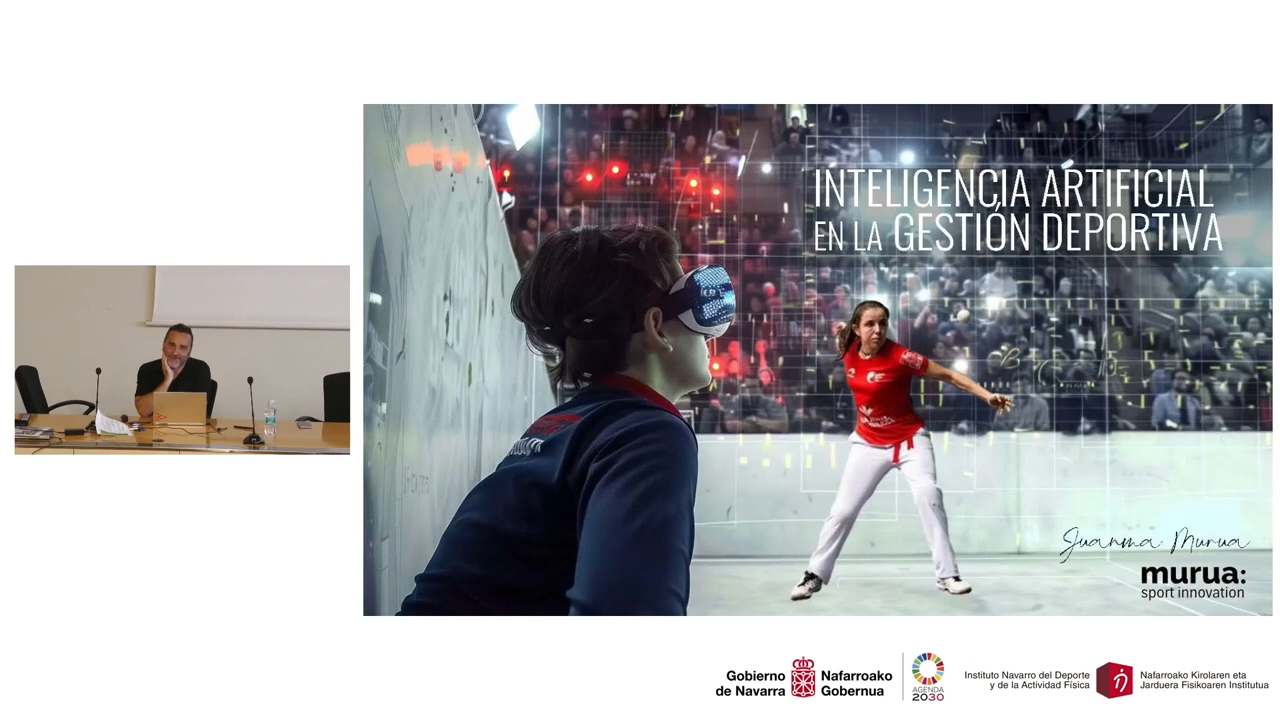 INTELIGENCIA ARTIFICIAL
EN LA GESTIÓN DEPORTIVA
Juanma Murua
murua:
sport innovation
Gobierno
de Navarra
Nafarroako
Gobernua
AGENDA
2030
Instituto Navarro del Deporte
y de la Actividad Física
Nafarroako Kirolaren eta
Jarduera Fisikoaren Institutua